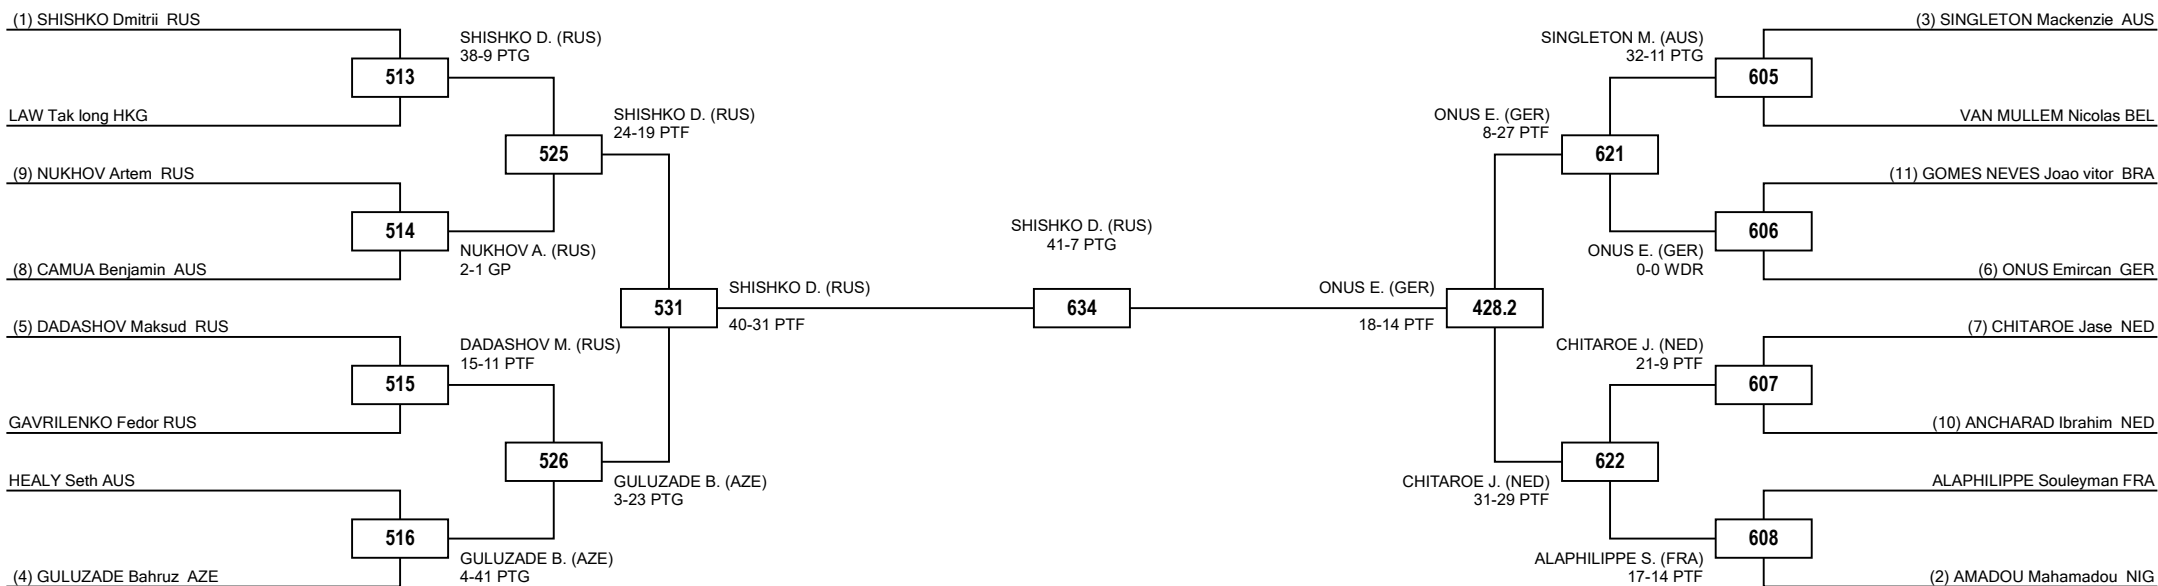 (1) SHISHKO Dmitrii RUS
SHISHKO D. (RUS)
38-9 PTG
513
LAW Tak long HKG
SHISHKO D. (RUS)
24-19 PTF
525
(9) NUKHOV Artem RUS
514
NUKHOV A. (RUS)
2-1 GP
(8) CAMUA Benjamin AUS
531
SHISHKO D. (RUS)
40-31 PTF
(5) DADASHOV Maksud RUS
DADASHOV M. (RUS)
15-11 PTF
515
GAVRILENKO Fedor RUS
526
GULUZADE B. (AZE)
3-23 PTG
HEALY Seth AUS
516
GULUZADE B. (AZE)
4-41 PTG
(4) GULUZADE Bahruz AZE
SHISHKO D. (RUS)
41-7 PTG
634
(3) SINGLETON Mackenzie AUS
SINGLETON M. (AUS)
32-11 PTG
605
VAN MULLEM Nicolas BEL
ONUS E. (GER)
8-27 PTF
621
(11) GOMES NEVES Joao vitor BRA
606
ONUS E. (GER)
0-0 WDR
(6) ONUS Emircan GER
ONUS E. (GER)
18-14 PTF
428.2
(7) CHITAROE Jase NED
CHITAROE J. (NED)
21-9 PTF
607
(10) ANCHARAD Ibrahim NED
622
CHITAROE J. (NED)
31-29 PTF
ALAPHILIPPE Souleyman FRA
608
ALAPHILIPPE S. (FRA)
17-14 PTF
(2) AMADOU Mahamadou NIG